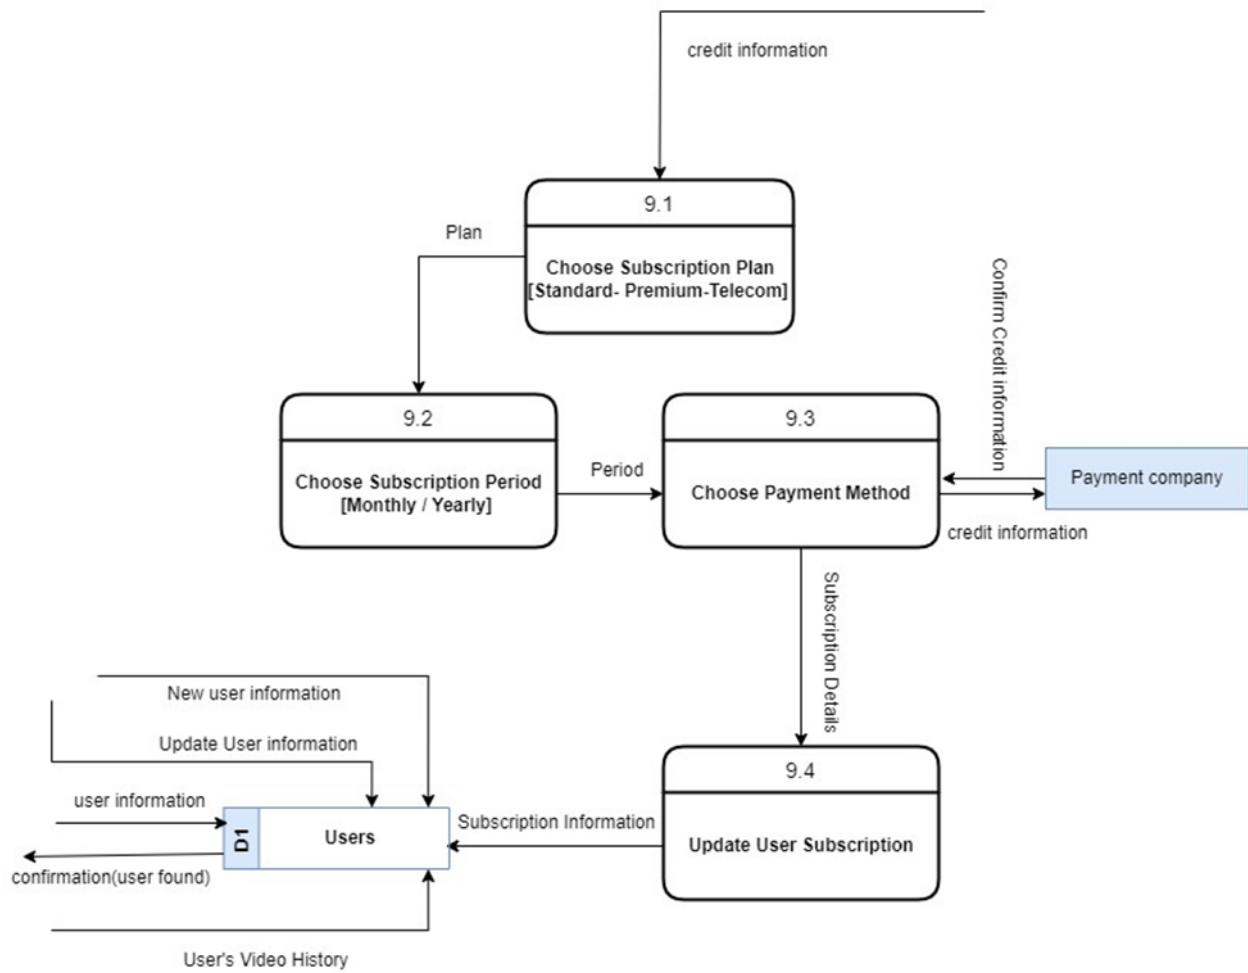 credit information
9.1
Plan
Choose Subscription Plan
[Standard- Premium-Telecom]
Confirm Credit information
9.2
9.3
Choose Subscription Period
[Monthly / Yearly]
Period
Choose Payment Method
Payment company
credit information
Subscription Details
New user information
Update User information
9.4
user information
D1
Users
Subscription Information
Update User Subscription
confirmation(user found)
User's Video History